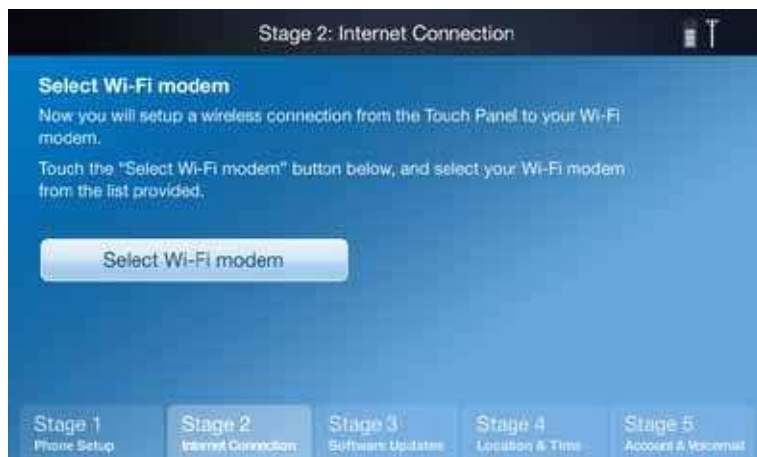 Stage 2: Internet Connection
Select Wi-Fi modem
Now you will setup a wireless connection from the Touch Panel to your Wi-Fi
modem.
Touch the "Select Wi-Fi modem" button below, and select your Wi-Fi modem
from the list provided.
Select Wi-Fi modem
Stage 1
Phone Setup
Stage 2
Internet Connection
Stage 3
Software Updates
Stage 4
Location & Time
Stage 5
Account & Voicemail